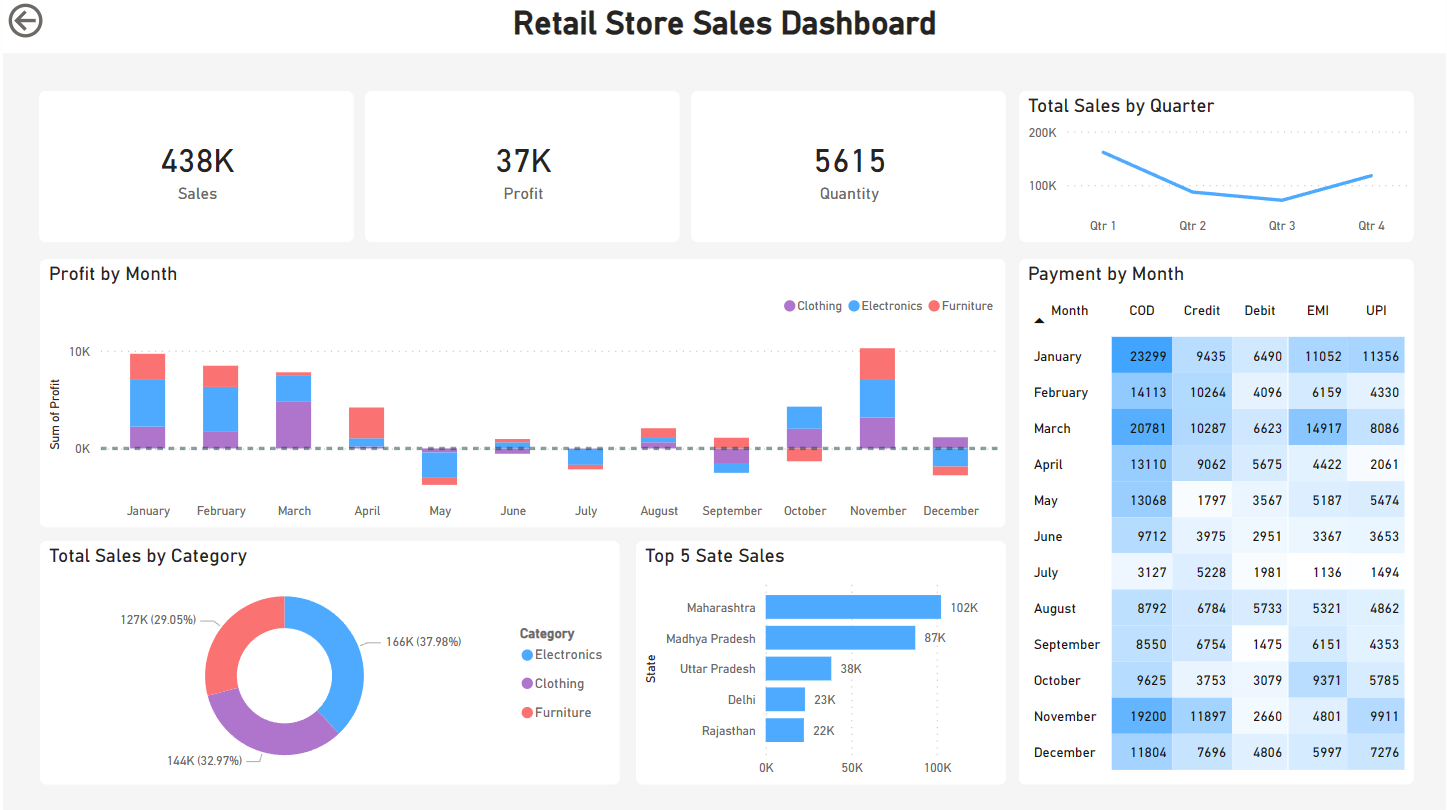 Retail Store Sales Dashboard
438K
Sales
37K
Profit
5615
Quantity
Total Sales by Quarter
200K
100K
Qtr 1 Qtr 2 Qtr 3 Qtr 4
Profit by Month
Clothing Electronics Furniture
Sum of Profit
10K
0K
January February March April May June July August September October November December
Payment by Month
Month COD Credit Debit EMI UPI
January 23299 9435 6490 11052 11356
February 14113 10264 4096 6159 4330
March 20781 10287 6623 14917 8086
April 13110 9062 5675 4422 2061
May 13068 1797 3567 5187 5474
June 9712 3975 2951 3367 3653
July 3127 5228 1981 1136 1494
August 8792 6784 5733 5321 4862
September 8550 6754 1475 6151 4353
October 9625 3753 3079 9371 5785
November 19200 11897 2660 4801 9911
December 11804 7696 4806 5997 7276
Total Sales by Category
127K (29.05%)
166K (37.98%)
144K (32.97%)
Category
Electronics
Clothing
Furniture
Top 5 Sate Sales
State
Maharashtra 102K
Madhya Pradesh 87K
Uttar Pradesh 38K
Delhi 23K
Rajasthan 22K
0K 50K 100K